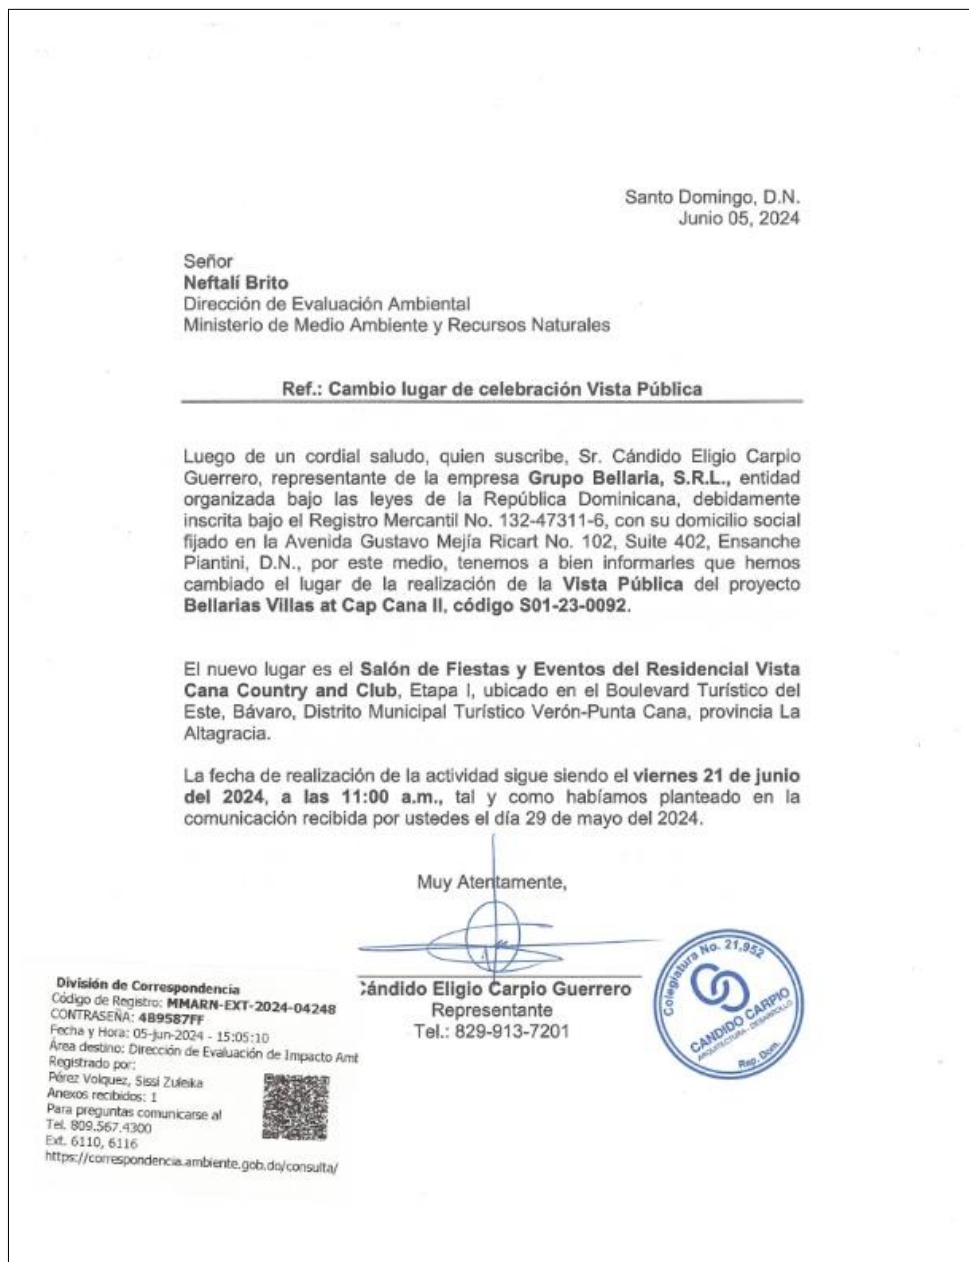 Santo Domingo, D.N.
Junio 05, 2024
Señor
Neftalí Brito
Dirección de Evaluación Ambiental
Ministerio de Medio Ambiente y Recursos Naturales
Ref.: Cambio lugar de celebración Vista Pública
Luego de un cordial saludo, quien suscribe, Sr. Cándido Eligio Carpio
Guerrero, representante de la empresa Grupo Bellaria, S.R.L., entidad
organizada bajo las leyes de la República Dominicana, debidamente
inscrita bajo el Registro Mercantil No. 132-47311-6, con su domicilio social
fijado en la Avenida Gustavo Mejía Ricart No. 102, Suite 402, Ensanche
Piantini, D.N., por este medio, tenemos a bien informarles que hemos
cambiado el lugar de la realización de la Vista Pública del proyecto
Bellarias Villas at Cap Cana II, código S01-23-0092.
El nuevo lugar es el Salón de Fiestas y Eventos del Residencial Vista
Cana Country and Club, Etapa I, ubicado en el Boulevard Turístico del
Este, Bávaro, Distrito Municipal Turístico Verón-Punta Cana, provincia La
Altagracia.
La fecha de realización de la actividad sigue siendo el viernes 21 de junio
del 2024, a las 11:00 a.m., tal y como habíamos planteado en la
comunicación recibida por ustedes el día 29 de mayo del 2024.
Muy Atentamente,
Cándido Eligio Carpio Guerrero
Representante
Tel.: 829-913-7201
Colegiatura No. 21,952
CANDIDO CARPIO
ARQUITECTURA - DESARROLLO
Rep. Dom.
División de Correspondencia
Código de Registro: MMARN-EXT-2024-04248
CONTRASEÑA: 4B9587FF
Fecha y Hora: 05-jun-2024 - 15:05:10
Área destino: Dirección de Evaluación de Impacto Amt
Registrado por:
Pérez Volquez, Sissi Zuleika
Anexos recibidos: 1
Para preguntas comunicarse al
Tel. 809.567.4300
Ext. 6110, 6116
https://correspondencia.ambiente.gob.do/consulta/